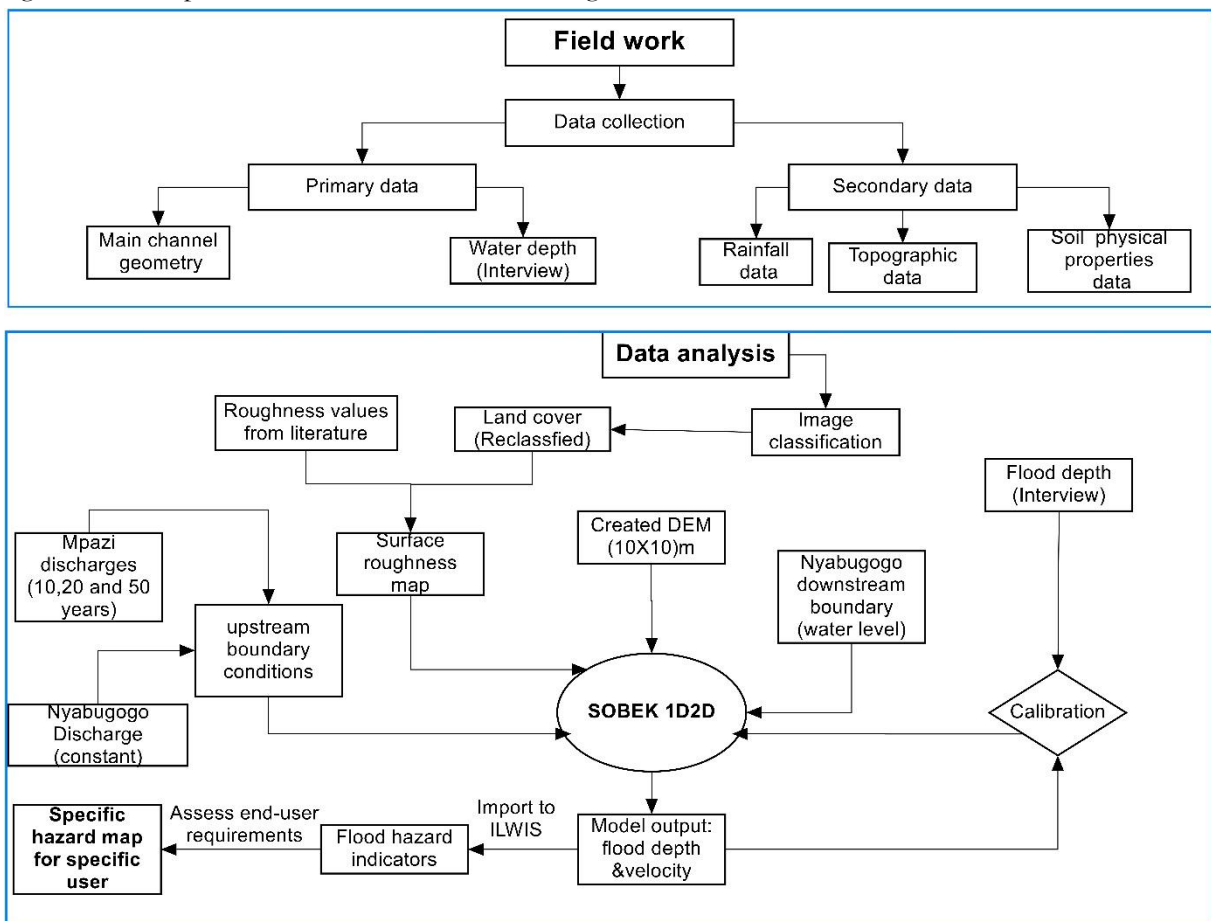 Field work
Data collection
Primary data
Secondary data
Main channel
geometry
Water depth
(Interview)
Rainfall
data
Topographic
data
Soil physical
properties
data
Data analysis
Roughness values
from literature
Land cover
(Reclassfied)
Image
classification
Flood depth
(Interview)
Mpazi
discharges
(10,20 and 50
years)
Surface
roughness
map
Created DEM
(10X10)m
Nyabugogo
downstream
boundary
(water level)
upstream
boundary
conditions
Nyabugogo
Discharge
(constant)
SOBEK 1D2D
Calibration
Specific
hazard map
for specific
user
Assess end-user
requirements
Flood hazard
indicators
Import to
ILWIS
Model output:
flood depth
&velocity